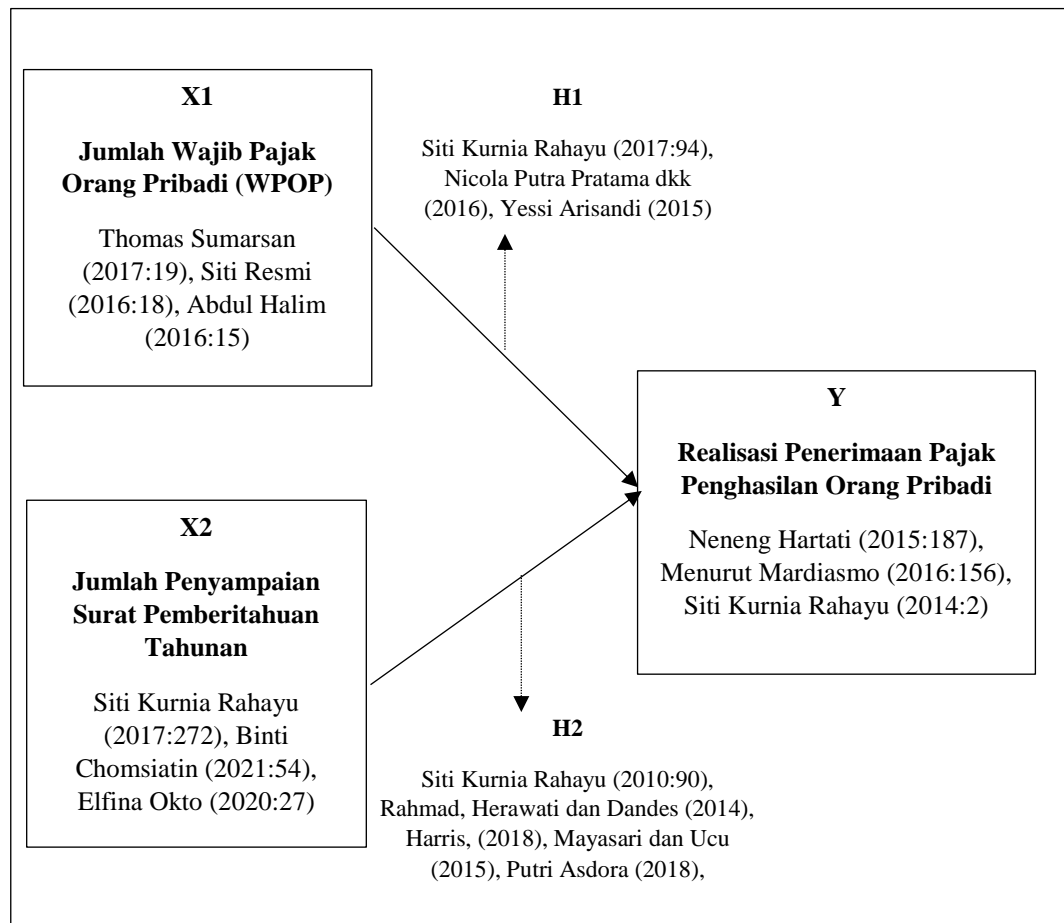 X1
Jumlah Wajib Pajak
Orang Pribadi (WPOP)
Thomas Sumarsan
(2017:19), Siti Resmi
(2016:18), Abdul Halim
(2016:15)
H1
Siti Kurnia Rahayu (2017:94),
Nicola Putra Pratama dkk
(2016), Yessi Arisandi (2015)
Y
Realisasi Penerimaan Pajak
Penghasilan Orang Pribadi
Neneng Hartati (2015:187),
Menurut Mardiasmo (2016:156),
Siti Kurnia Rahayu (2014:2)
X2
Jumlah Penyampaian
Surat Pemberitahuan
Tahunan
Siti Kurnia Rahayu
(2017:272), Binti
Chomsiatin (2021:54),
Elfina Okto (2020:27)
H2
Siti Kurnia Rahayu (2010:90),
Rahmad, Herawati dan Dandes (2014),
Harris, (2018), Mayasari dan Ucu
(2015), Putri Asdora (2018),